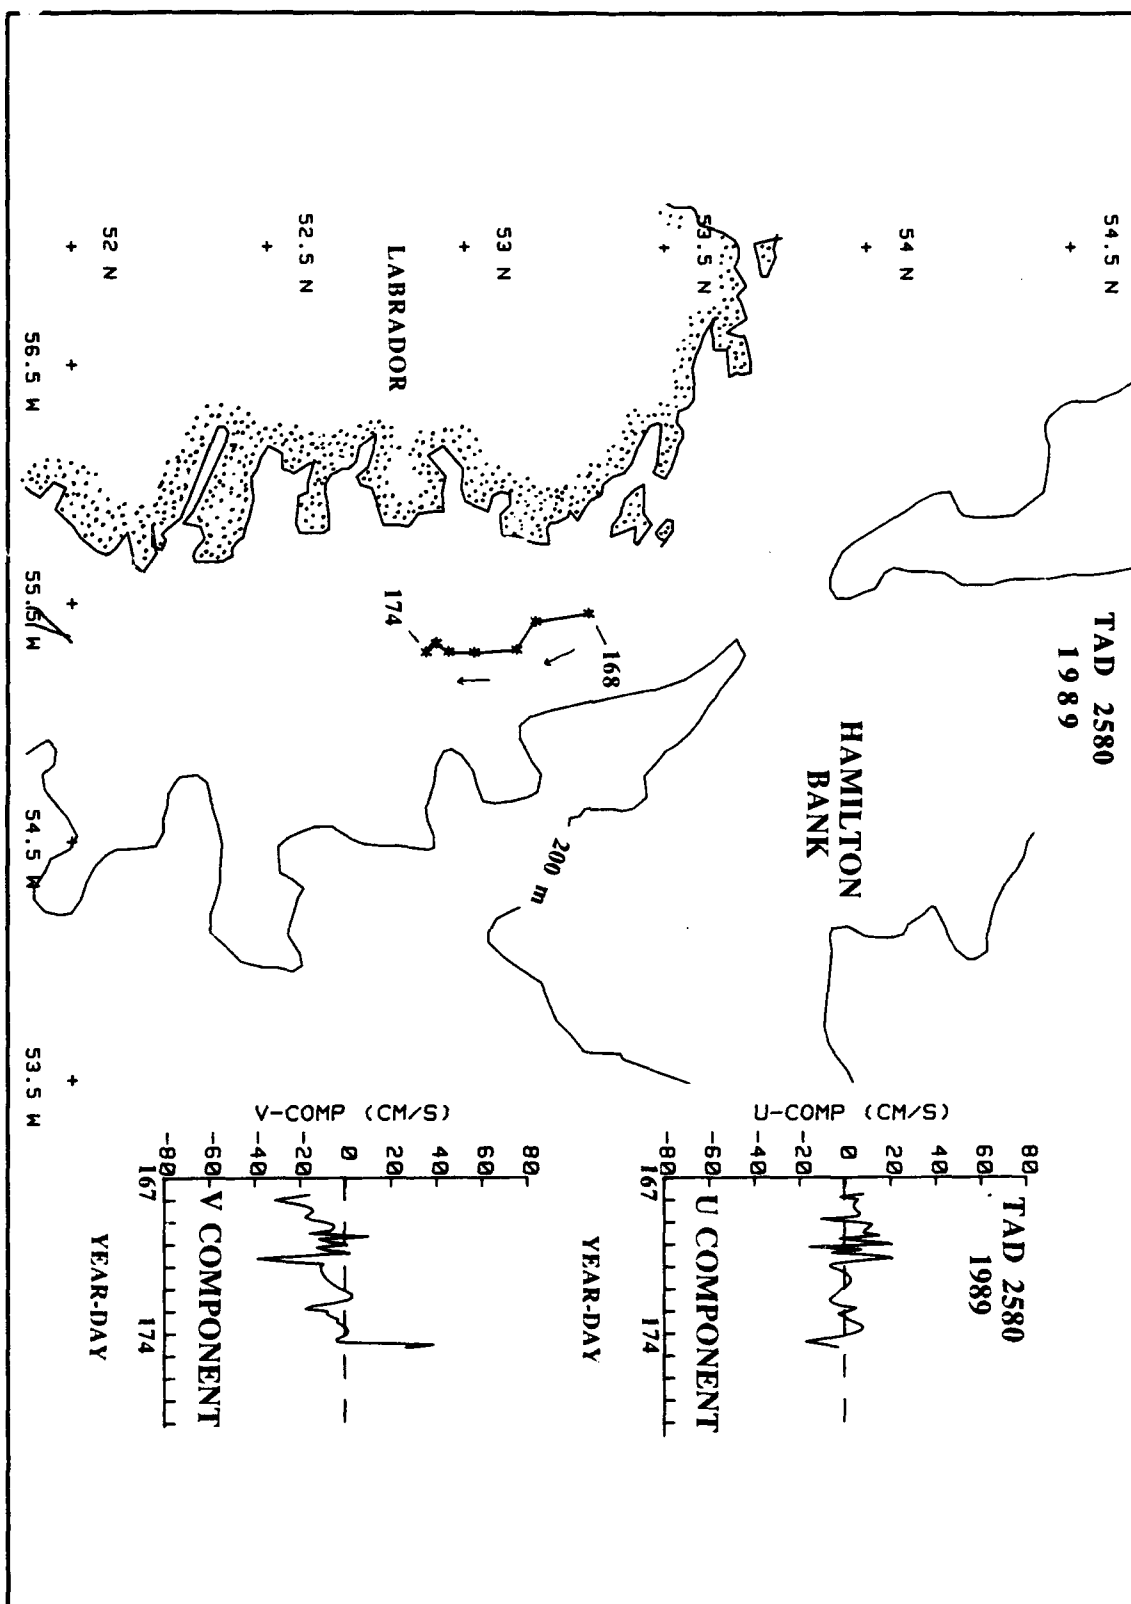 TAD 2580
1989
54.5 N
54 N
53.5 N
53 N
52.5 N
52 N
LABRADOR
HAMILTON
BANK
168
174
200 m
56.5 W
55.5 W
54.5 W
53.5 W
TAD 2580
1989
U-COMP (CM/S)
80
60
40
20
0
-20
-40
-60
-80
U COMPONENT
167
174
YEAR-DAY
V-COMP (CM/S)
80
60
40
20
0
-20
-40
-60
-80
V COMPONENT
167
174
YEAR-DAY